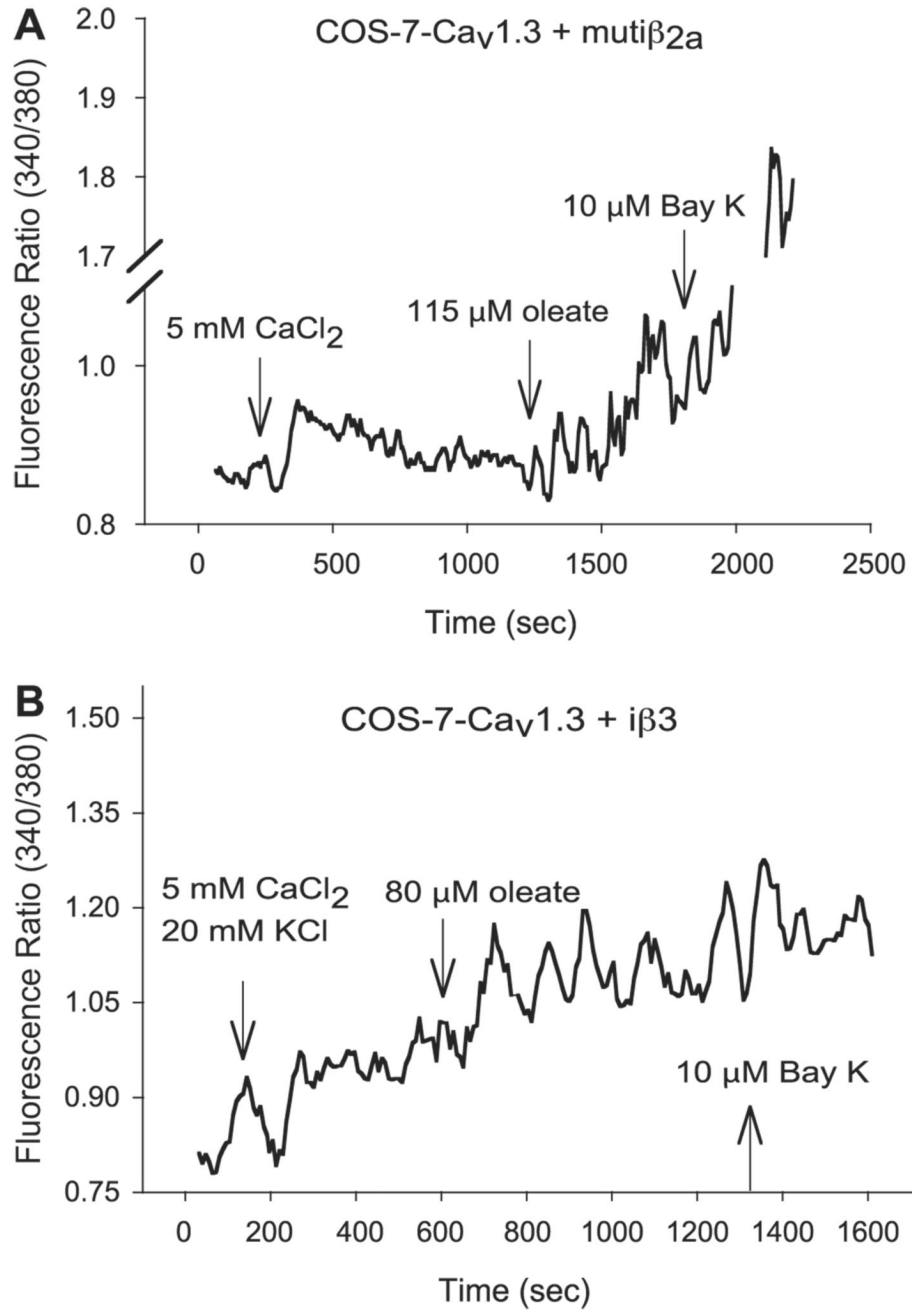 A
COS-7-Cav 1.3 + mutiβ2a
Fluorescence Ratio (340/380)
2.0
1.9
1.8
1.7
1.0
0.8
5 mM CaCl2
115 µM oleate
10 µM Bay K
0 500 1000 1500 2000 2500
Time (sec)
B
COS-7-Cav1.3 + iβ3
Fluorescence Ratio (340/380)
1.50
1.35
1.20
1.05
0.90
0.75
5 mM CaCl2
20 mM KCl
80 µM oleate
10 µM Bay K
0 200 400 600 800 1000 1200 1400 1600
Time (sec)